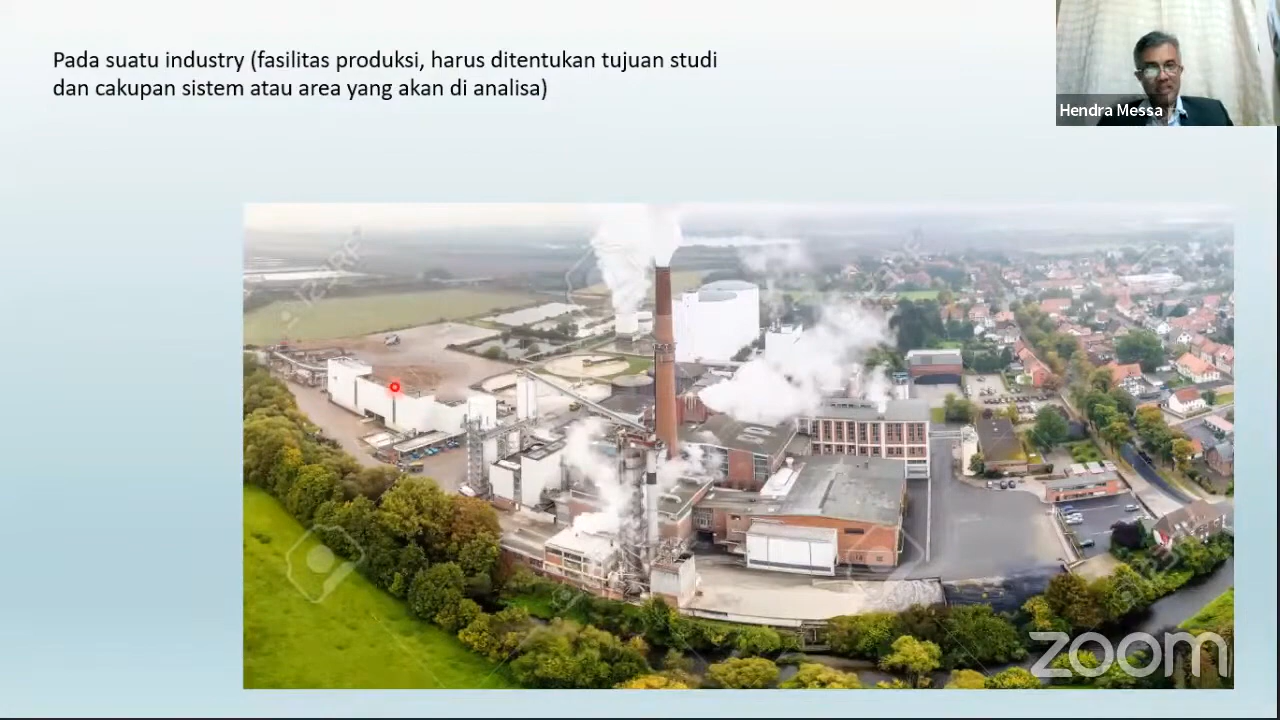 Pada suatu industry (fasilitas produksi, harus ditentukan tujuan studi
dan cakupan sistem atau area yang akan di analisa)
Hendra Messa
zoom